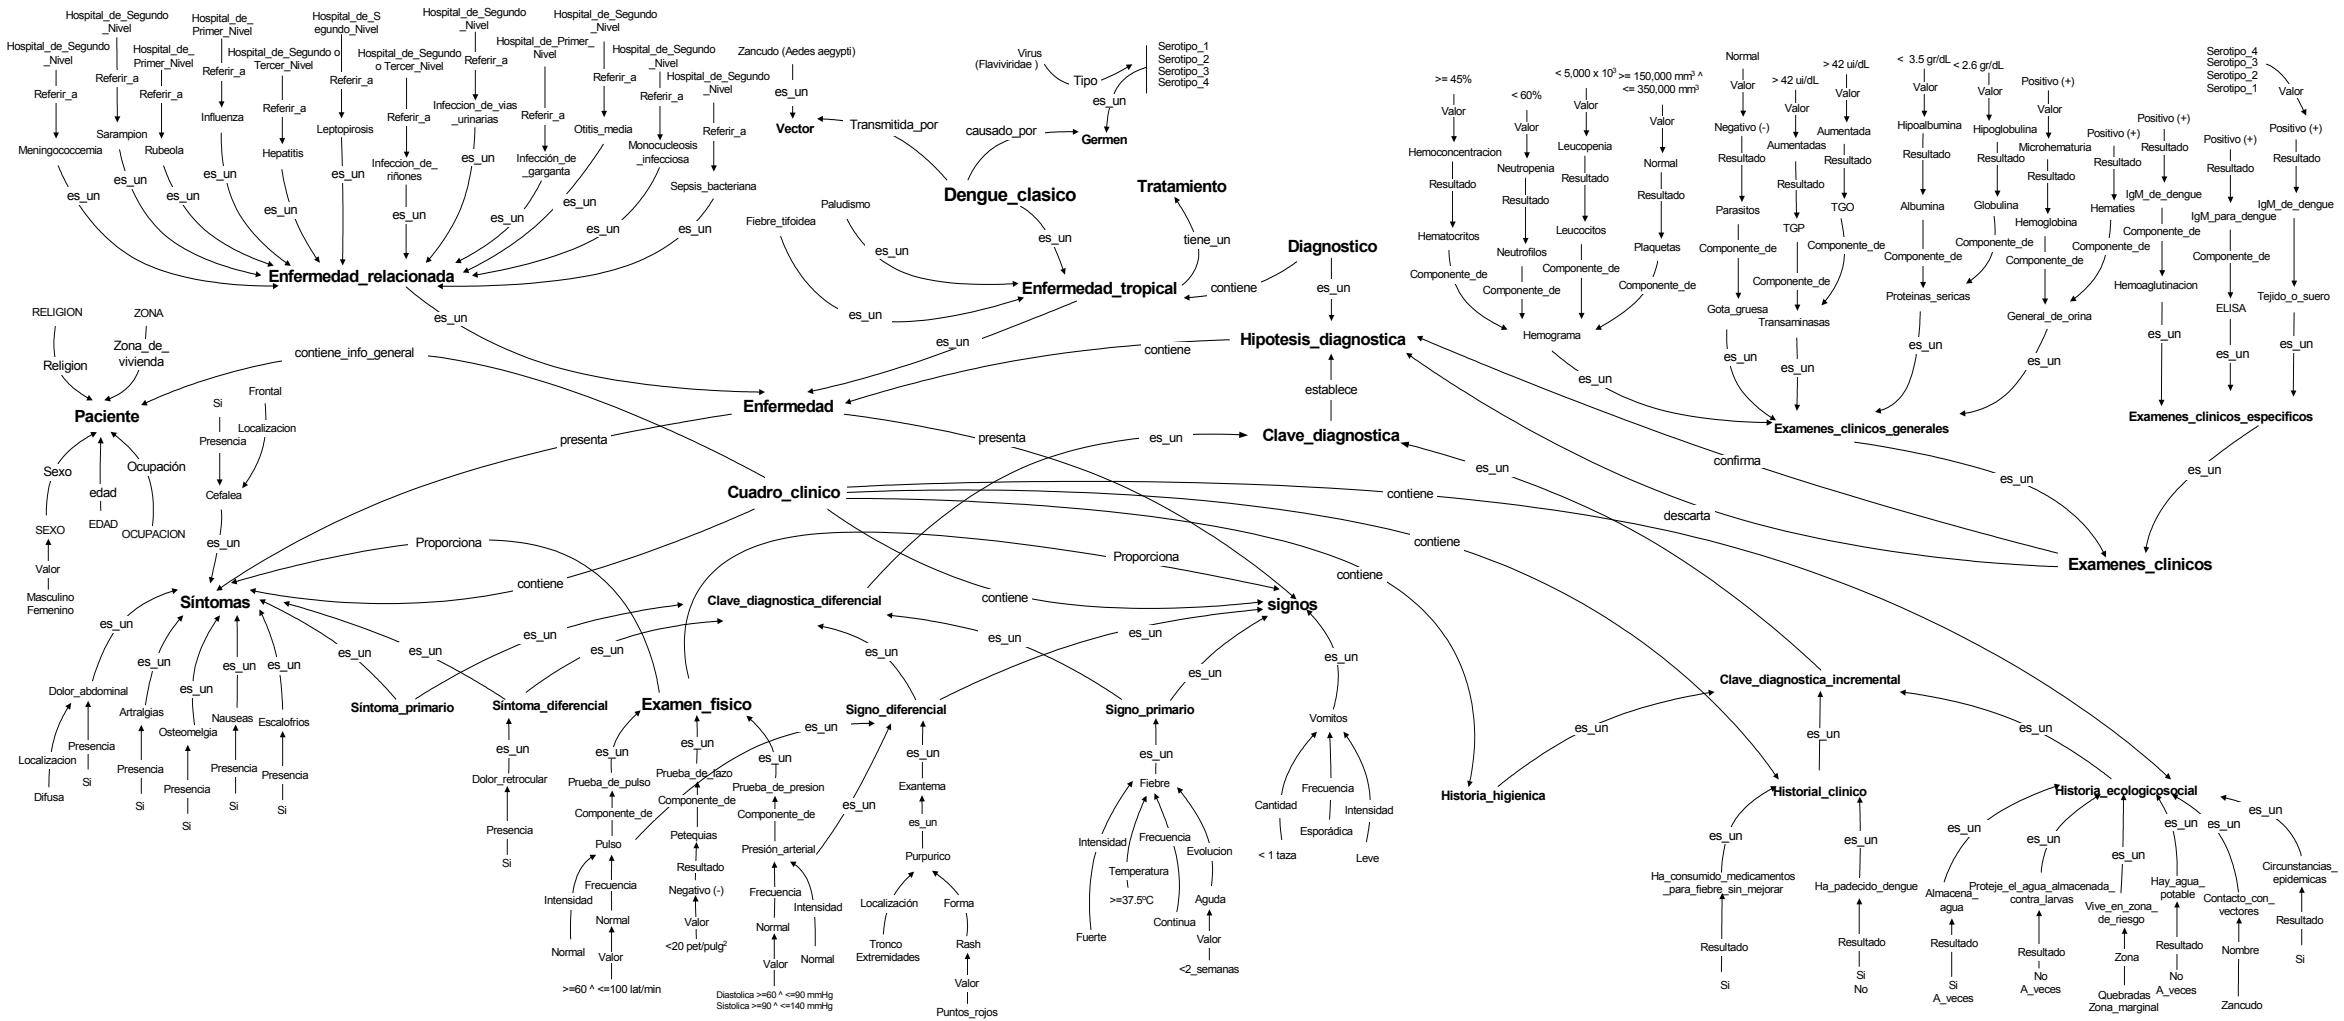 Hospital_de_Segundo
_Nivel
Referir_a
Meningococcemia
es_un
Hospital_de_Segundo
_Nivel
Referir_a
Sarampion
es_un
Hospital_de_
Primer_Nivel
Referir_a
Rubeola
es_un
Hospital_de_
Primer_Nivel
Referir_a
Influenza
es_un
Hospital_de_Segundo o
Tercer_Nivel
Referir_a
Hepatitis
es_un
Hospital_de_S
egundo_Nivel
Referir_a
Leptopirosis
es_un
Hospital_de_Segundo
o Tercer_Nivel
Referir_a
Infeccion_de_
riñones
es_un
Hospital_de_Segundo
_Nivel
Referir_a
Infeccion_de_vias
_urinarias
es_un
Hospital_de_Primer_
Nivel
Referir_a
Infección_de
_garganta
es_un
Hospital_de_Segundo
_Nivel
Referir_a
Otitis_media
es_un
Hospital_de_Segundo
_Nivel
Referir_a
Monocucleosis
_infecciosa
es_un
Hospital_de_Segundo
_Nivel
Referir_a
Sepsis_bacteriana
es_un
Enfermedad_relacionada
es_un
Zancudo (Aedes aegypti)
es_un
Vector
Transmitida_por
Virus
(Flaviviridae )
Tipo
Serotipo_1
Serotipo_2
Serotipo_3
Serotipo_4
es_un
Germen
causado_por
Dengue_clasico
es_un
Paludismo
es_un
Fiebre_tifoidea
es_un
Tratamiento
tiene_un
Enfermedad_tropical
es_un
Diagnostico
contiene
es_un
Hipotesis_diagnostica
contiene
establece
Clave_diagnostica
es_un
es_un
Enfermedad
presenta
presenta
>= 45%
Valor
Hemoconcentracion
Resultado
Hematocritos
Componente_de
< 60%
Valor
Neutropenia
Resultado
Neutrofilos
Componente_de
< 5,000 x 10³
Valor
Leucopenia
Resultado
Leucocitos
Componente_de
>= 150,000 mm³ ^
<= 350,000 mm³
Valor
Normal
Resultado
Plaquetas
Componente_de
Hemograma
es_un
Normal
Valor
Negativo (-)
Resultado
Parasitos
Componente_de
Gota_gruesa
es_un
> 42 ui/dL
Valor
Aumentadas
Resultado
TGP
Componente_de
> 42 ui/dL
Valor
Aumentada
Resultado
TGO
Componente_de
Transaminasas
es_un
< 3.5 gr/dL
Valor
Hipoalbumina
Resultado
Albumina
Componente_de
< 2.6 gr/dL
Valor
Hipoglobulina
Resultado
Globulina
Componente_de
Proteinas_sericas
es_un
Positivo (+)
Valor
Microhematuria
Resultado
Hemoglobina
Componente_de
Positivo (+)
Resultado
Hematies
Componente_de
General_de_orina
es_un
Positivo (+)
Resultado
IgM_de_dengue
Componente_de
Hemoaglutinacion
es_un
Positivo (+)
Resultado
IgM_para_dengue
Componente_de
ELISA
es_un
Serotipo_4
Serotipo_3
Serotipo_2
Serotipo_1
Valor
Positivo (+)
Resultado
IgM_de_dengue
Componente_de
Tejido_o_suero
es_un
Examenes_clinicos_generales
es_un
Examenes_clinicos_especificos
es_un
Examenes_clinicos
confirma
descarta
RELIGION
Religion
ZONA
Zona_de_
vivienda
contiene_info_general
Paciente
Sexo
SEXO
Valor
Masculino
Femenino
edad
EDAD
Ocupación
OCUPACION
Si
Presencia
Frontal
Localizacion
Cefalea
es_un
Cuadro_clinico
contiene
contiene
contiene
contiene
contiene
Proporciona
Proporciona
Síntomas
es_un
Dolor_abdominal
Localizacion
Difusa
Presencia
Si
es_un
Artralgias
Presencia
Si
es_un
Osteomelgia
Presencia
Si
es_un
Nauseas
Presencia
Si
es_un
Escalofrios
Presencia
Si
es_un
Síntoma_primario
es_un
es_un
Síntoma_diferencial
es_un
es_un
Dolor_retrocular
Presencia
Si
Clave_diagnostica_diferencial
es_un
es_un
signos
es_un
es_un
es_un
Examen_fisico
es_un
Prueba_de_pulso
Componente_de
Pulso
Intensidad
Normal
Frecuencia
Normal
Valor
>=60 ^ <=100 lat/min
es_un
Prueba_de_lazo
Componente_de
Petequias
Resultado
Negativo (-)
Valor
<20 pet/pulg²
es_un
Prueba_de_presion
Componente_de
Presión_arterial
Frecuencia
Normal
Valor
Diastolica >=60 ^ <=90 mmHg
Sistolica >=90 ^ <=140 mmHg
Intensidad
Normal
es_un
es_un
Signo_diferencial
es_un
Exantema
es_un
Purpurico
Localización
Tronco
Extremidades
Forma
Rash
Valor
Puntos_rojos
Signo_primario
es_un
Fiebre
Intensidad
Fuerte
Temperatura
>=37.5ºC
Frecuencia
Continua
Evolucion
Aguda
Valor
<2_semanas
Vomitos
Cantidad
< 1 taza
Frecuencia
Esporádica
Intensidad
Leve
Clave_diagnostica_incremental
es_un
es_un
es_un
Historia_higienica
Historial_clinico
es_un
Ha_consumido_medicamentos
_para_fiebre_sin_mejorar
Resultado
Si
es_un
Ha_padecido_dengue
Resultado
Si
No
Historia_ecologicosocial
es_un
Almacena_
agua
Resultado
Si
A_veces
es_un
Proteje_el_agua_almacenada_
contra_larvas
Resultado
No
A_veces
es_un
Vive_en_zona_
de_riesgo
Zona
Quebradas
Zona_marginal
es_un
Hay_agua_
potable
Resultado
No
A_veces
es_un
Contacto_con_
vectores
Nombre
Zancudo
es_un
Circunstancias_
epidemicas
Resultado
Si